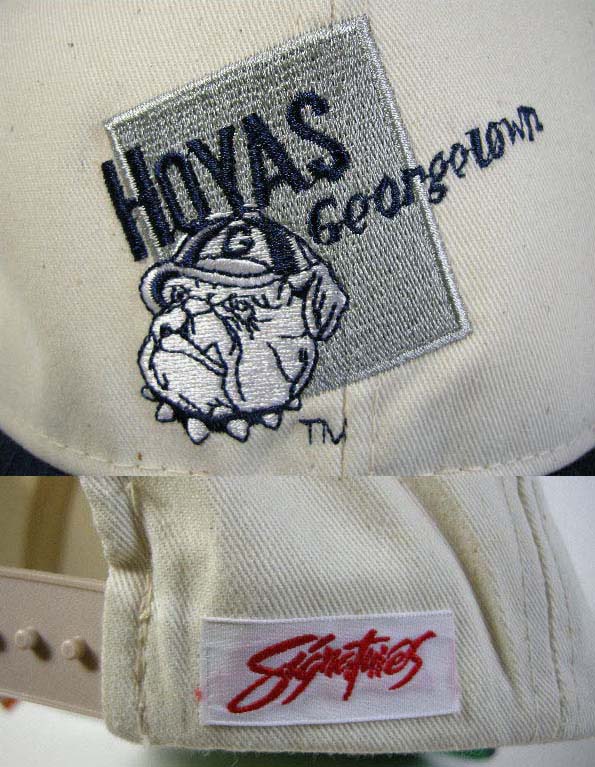 HOYAS
Georgetown
G
TM
Signatures